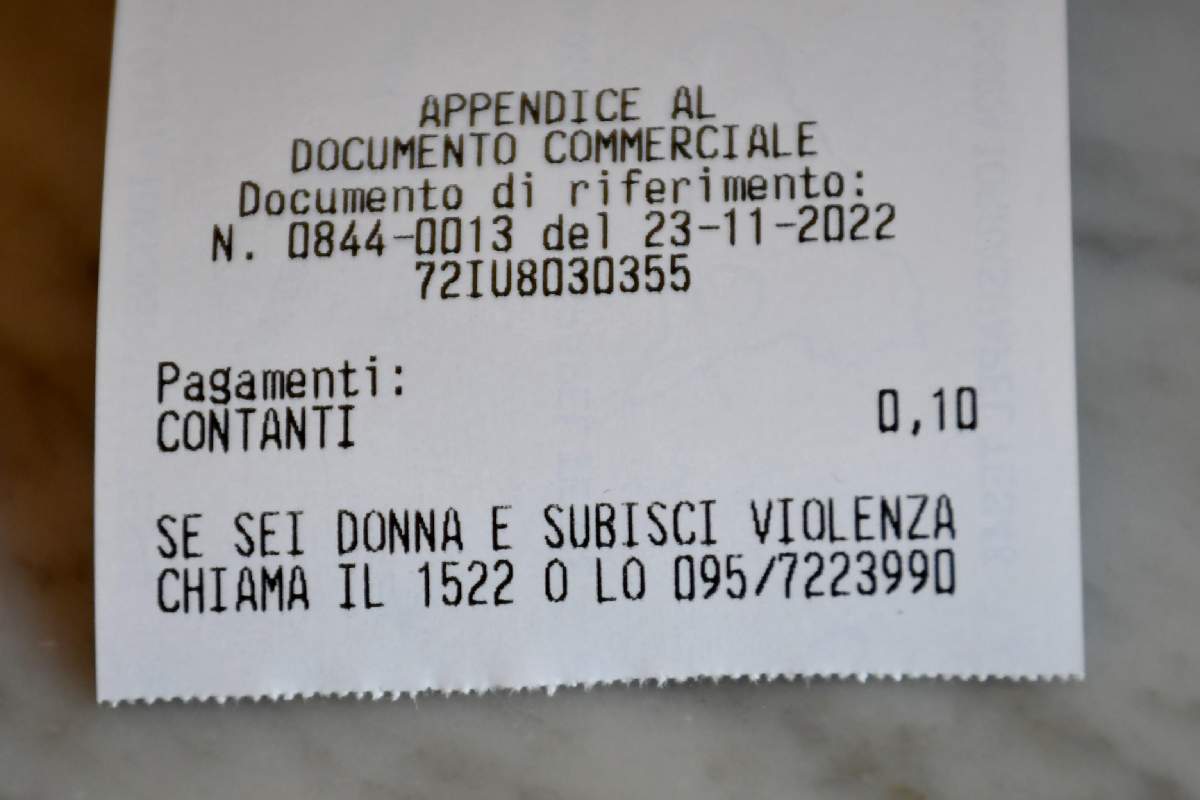 APPENDICE AL
DOCUMENTO COMMERCIALE
Documento di riferimento:
N. 0844-0013 del 23-11-2022
72IU8030355
Pagamenti:
CONTANTI 0,10
SE SEI DONNA E SUBISCI VIOLENZA
CHIAMA IL 1522 O LO 095/7223990